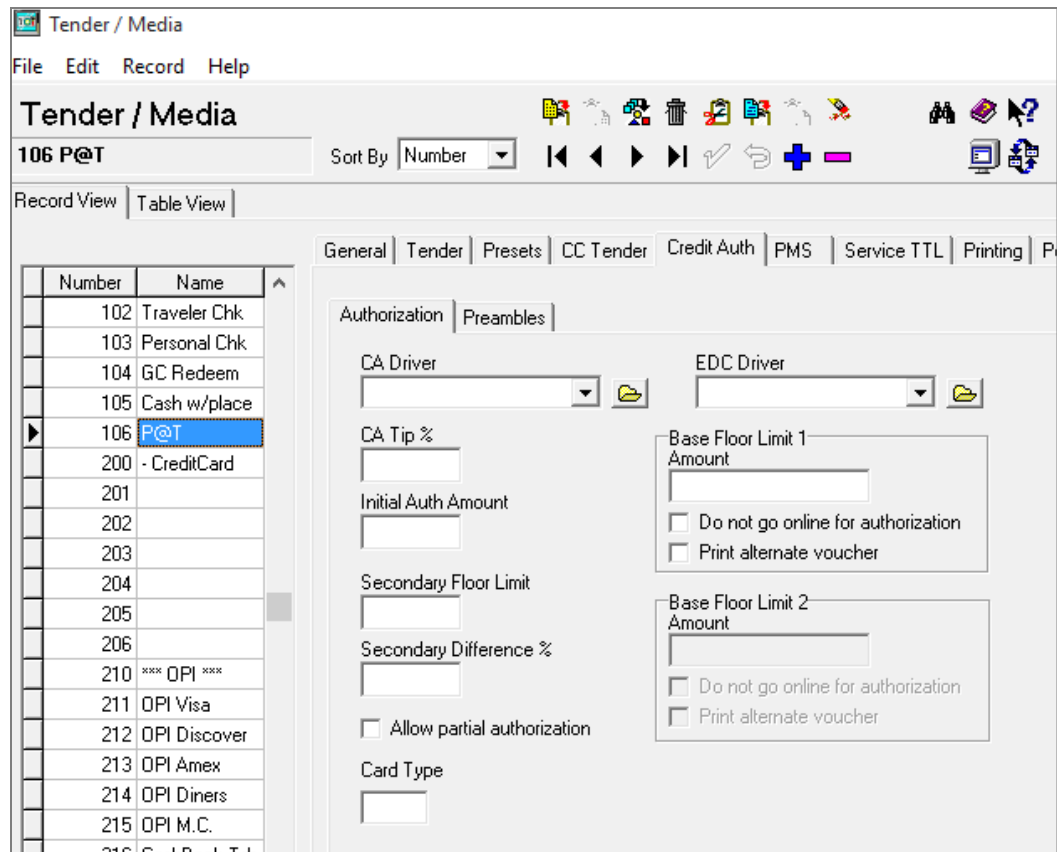 Tender / Media
File Edit Record Help
Tender / Media
106 P@T
Sort By Number
Record View Table View
General Tender Presets CC Tender Credit Auth PMS Service TTL Printing
Number Name
102 Traveler Chk
103 Personal Chk
104 GC Redeem
105 Cash w/place
106 P@T
200 - CreditCard
201
202
203
204
205
206
210 *** OPI ***
211 OPI Visa
212 OPI Discover
213 OPI Amex
214 OPI Diners
215 OPI M.C.
Authorization Preambles
CA Driver
EDC Driver
CA Tip %
Initial Auth Amount
Secondary Floor Limit
Secondary Difference %
Allow partial authorization
Card Type
Base Floor Limit 1
Amount
Do not go online for authorization
Print alternate voucher
Base Floor Limit 2
Amount
Do not go online for authorization
Print alternate voucher